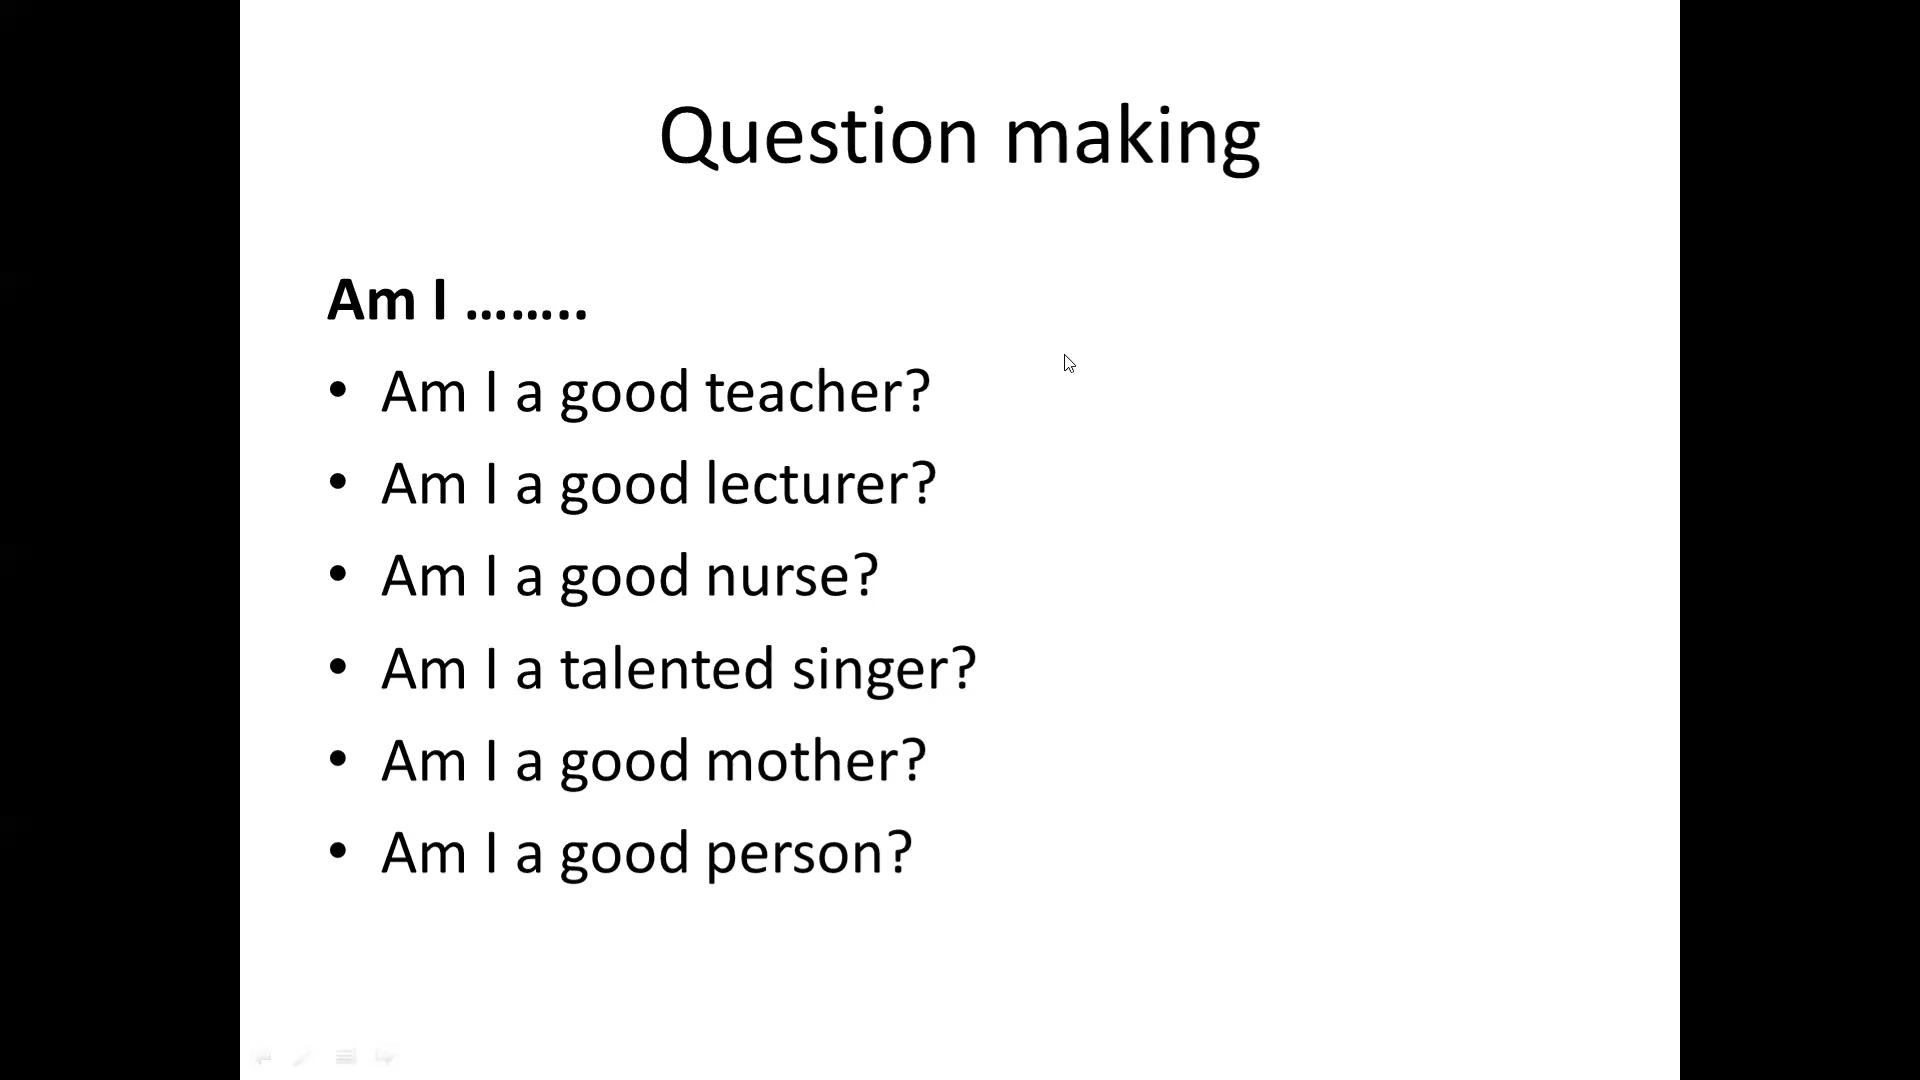 Question making
Am I ……..
• Am I a good teacher?
• Am I a good lecturer?
• Am I a good nurse?
• Am I a talented singer?
• Am I a good mother?
• Am I a good person?